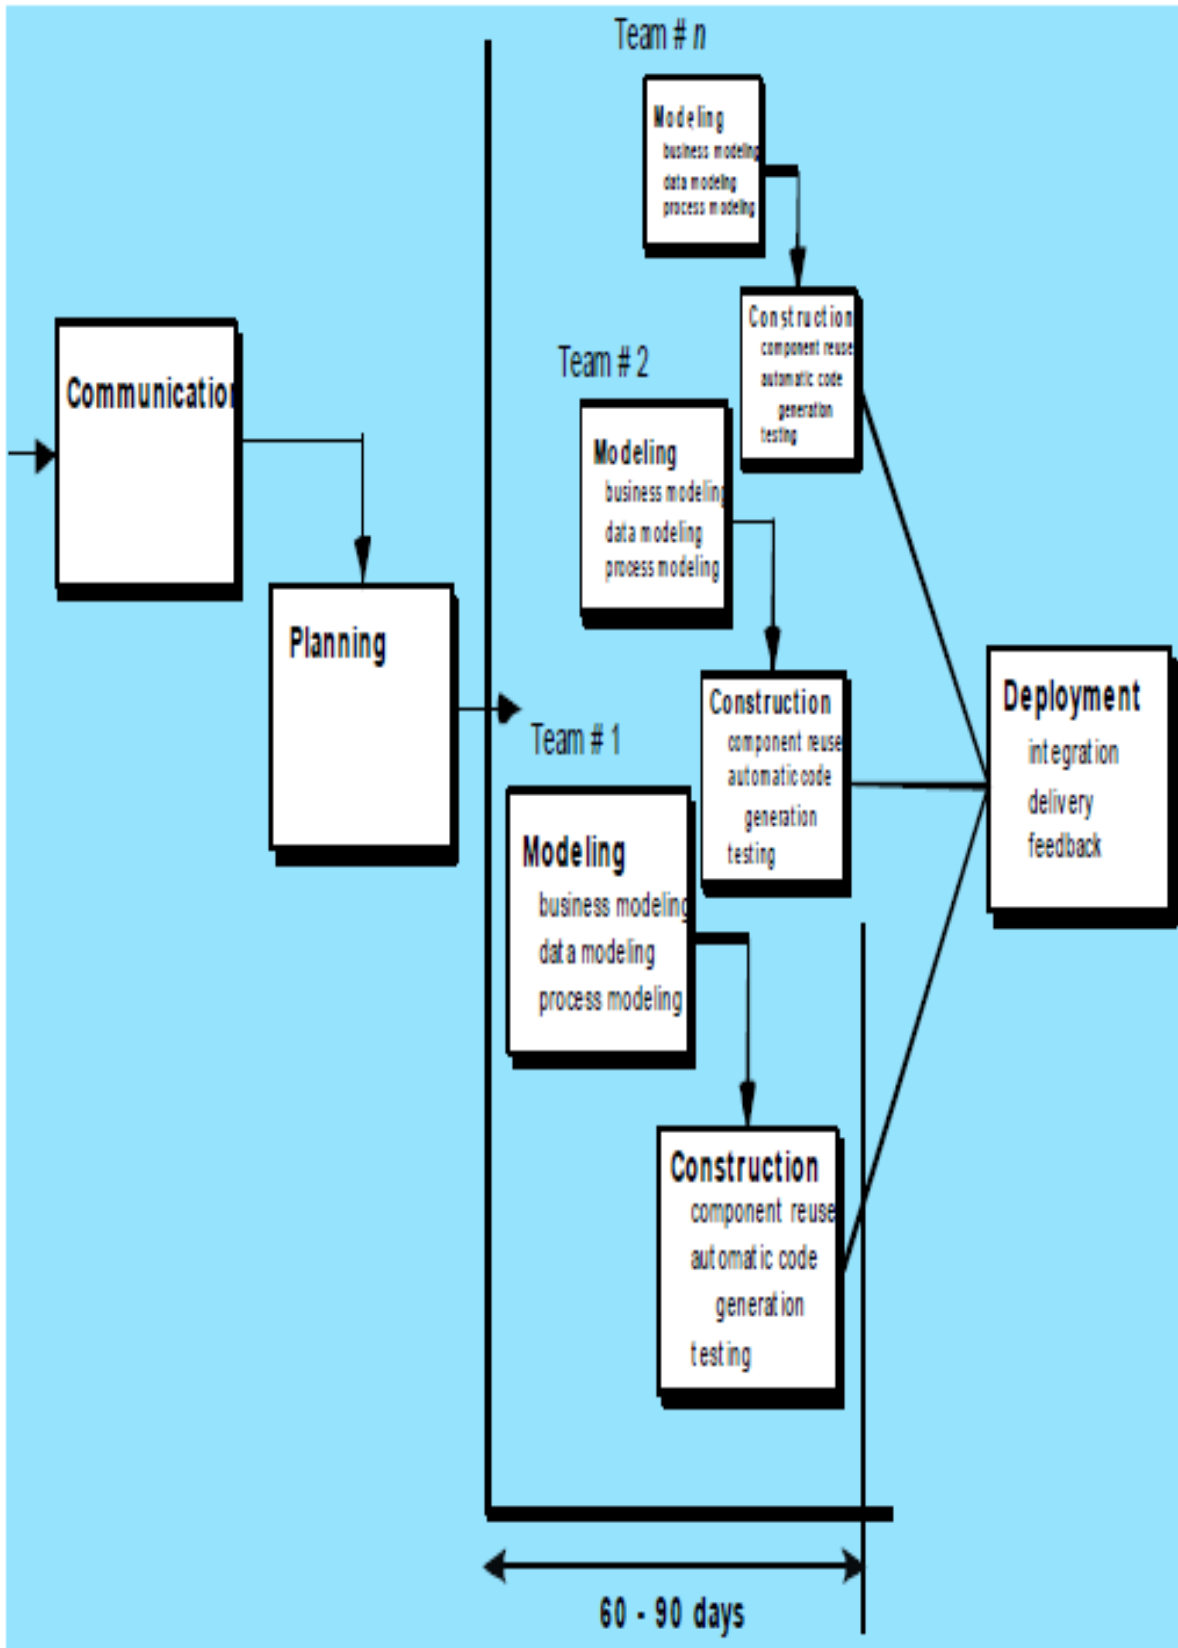 Team # n
Modeling
business modeling
data modeling
process modeling
Construction
component reuse
automatic code
generation
testing
Communication
Planning
Team # 2
Modeling
business modeling
data modeling
process modeling
Construction
component reuse
automatic code
generation
testing
Team # 1
Modeling
business modeling
data modeling
process modeling
Construction
component reuse
automatic code
generation
testing
Deployment
integration
delivery
feedback
60 - 90 days